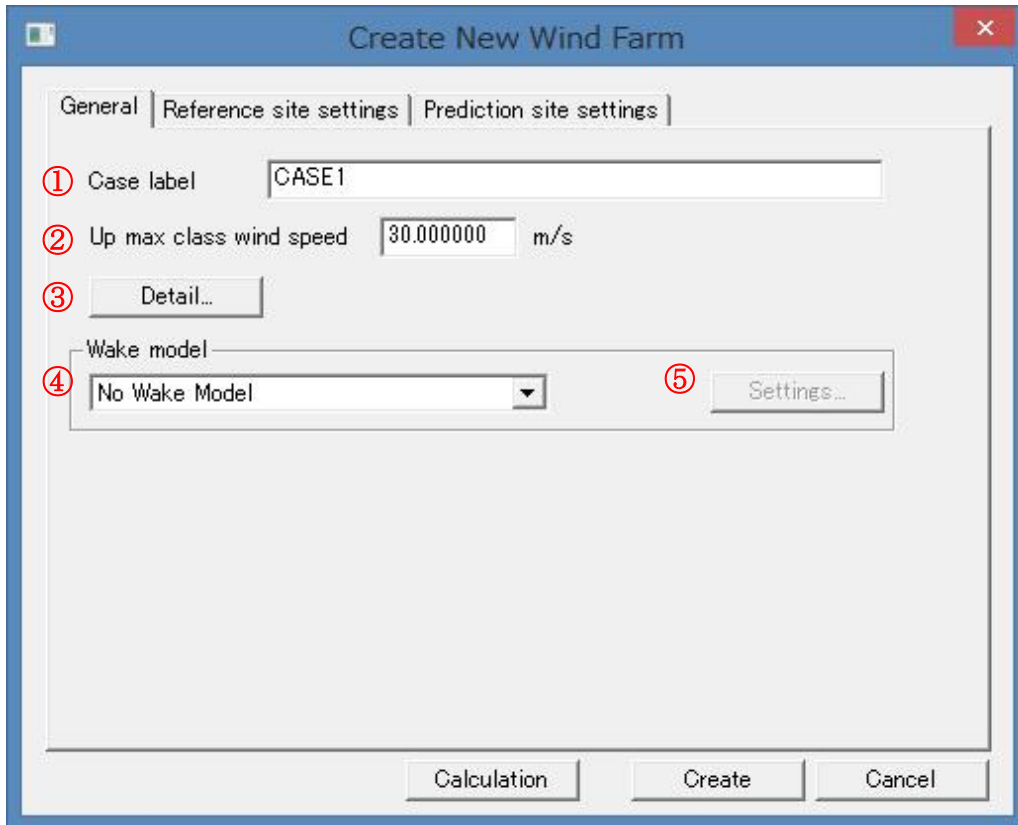 Create New Wind Farm
General Reference site settings Prediction site settings
① Case label CASE1
② Up max class wind speed 30.000000 m/s
③ Detail...
Wake model
④ No Wake Model ⑤ Settings...
Calculation Create Cancel